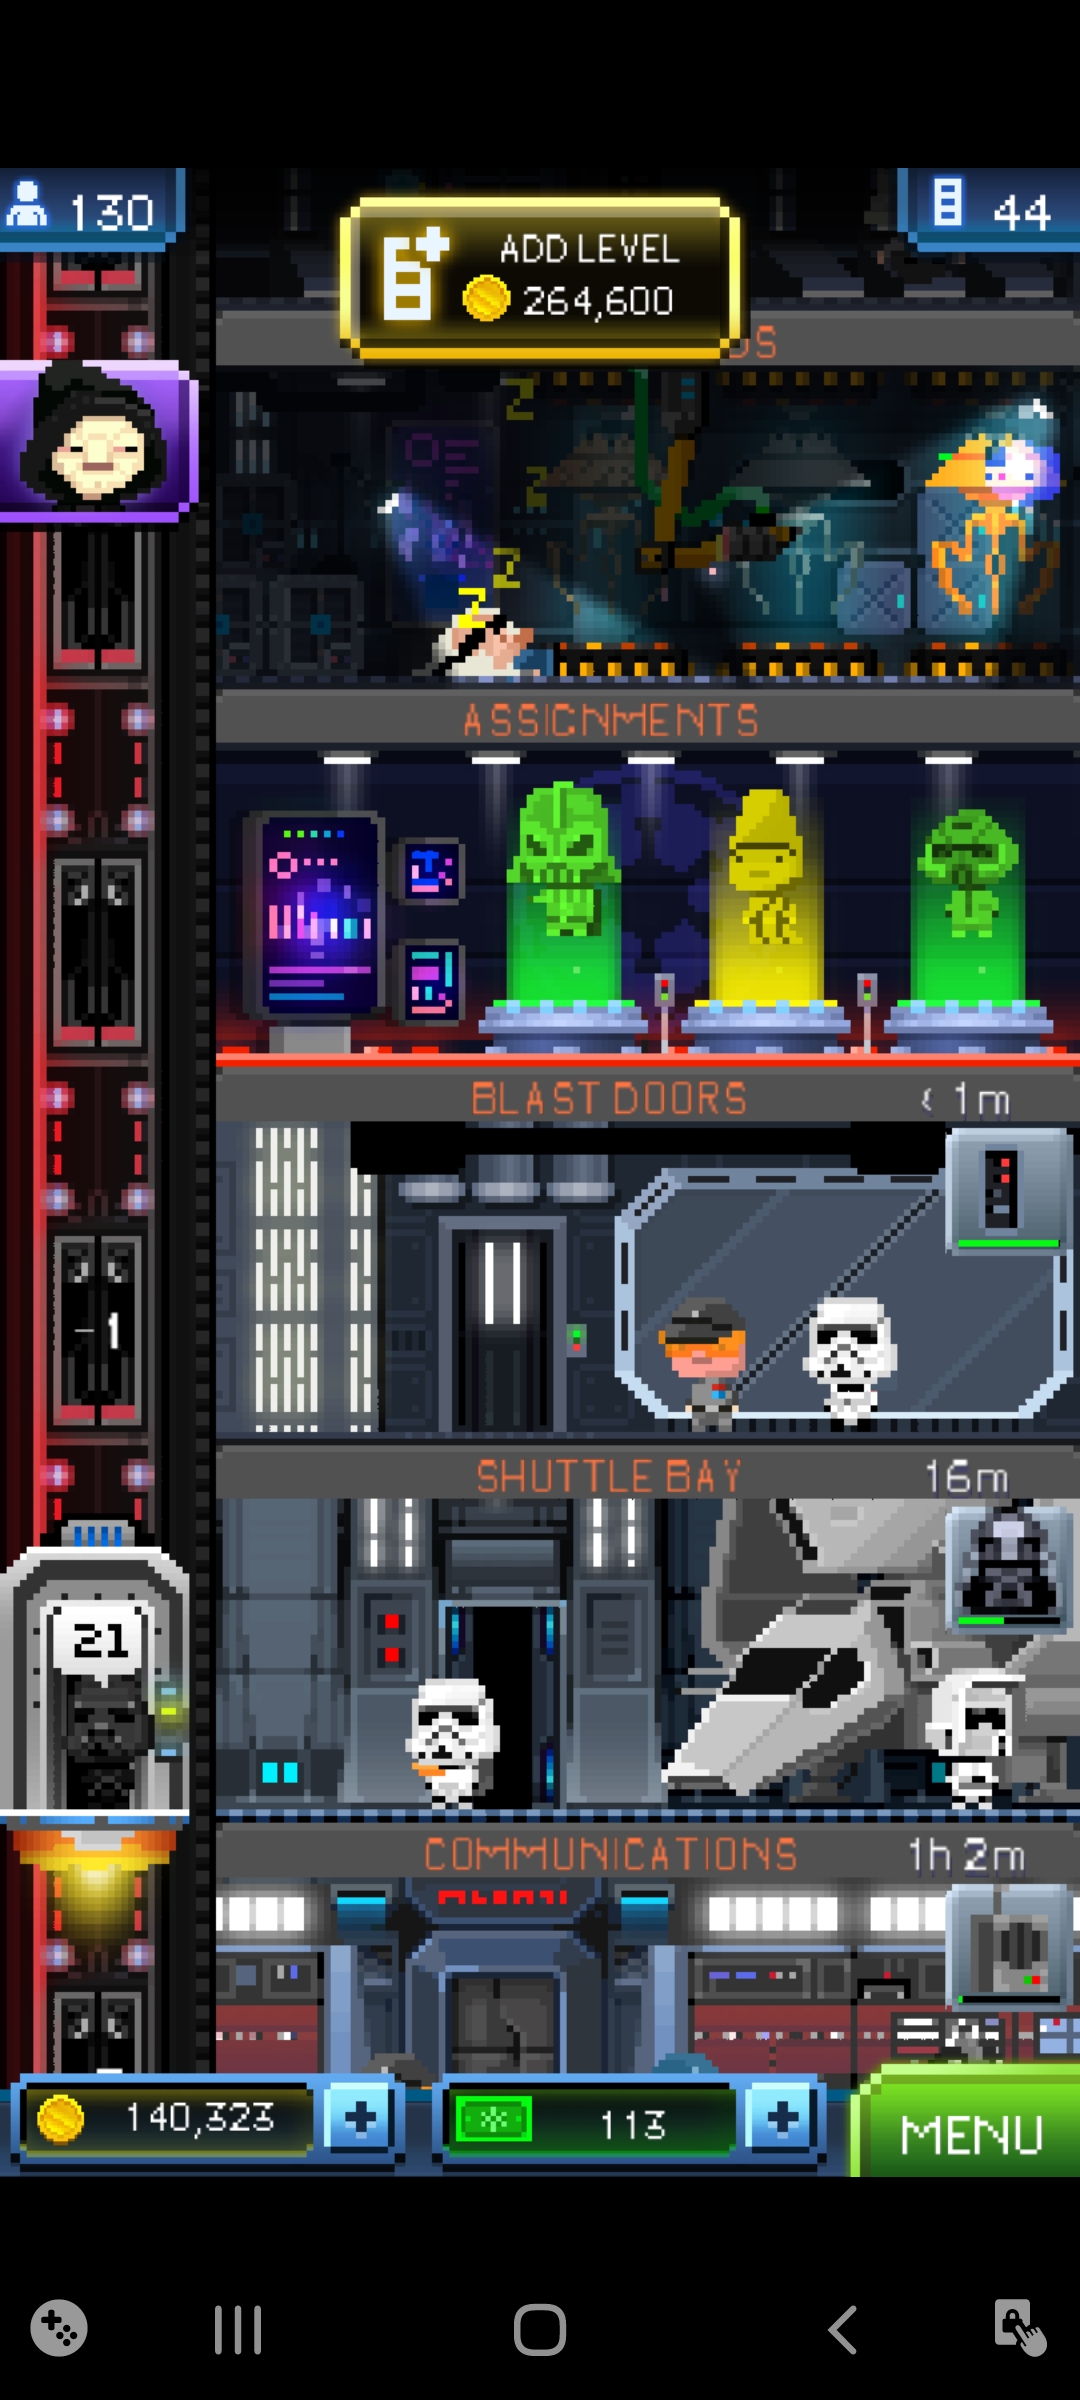 130
ADD LEVEL
264,600
44
Z
Z
Z
Z
ASSIGNMENTS
BLAST DOORS
< 1m
-1
SHUTTLE BAY
16m
21
COMMUNICATIONS
1h 2m
140,323
+
113
+
MENU